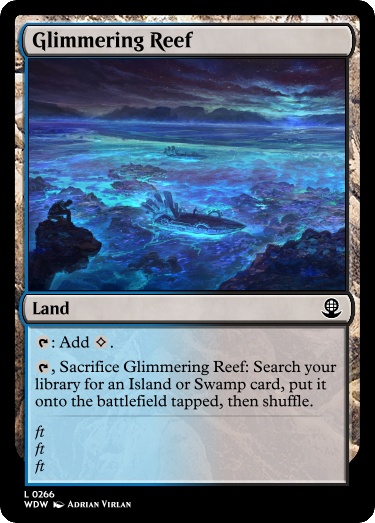 Glimmering Reef
Land
: Add .
, Sacrifice Glimmering Reef: Search your
library for an Island or Swamp card, put it
onto the battlefield tapped, then shuffle.
ft
ft
ft
L 0266
WDW Adrian Virlan